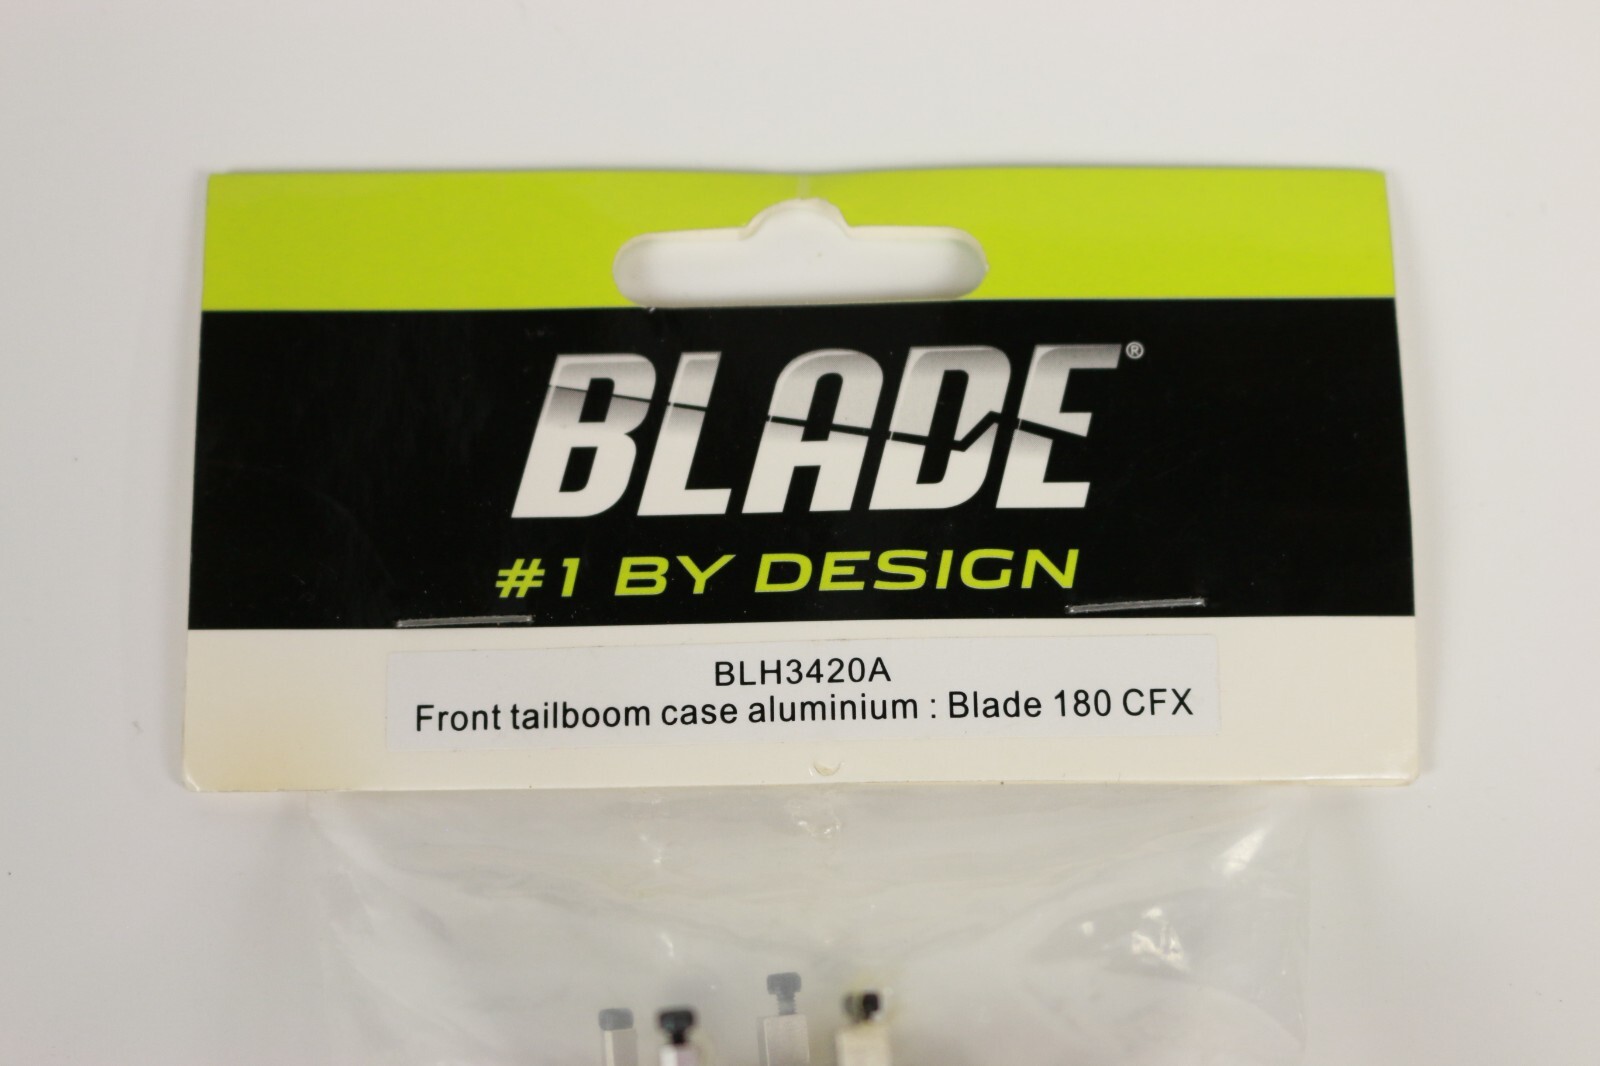 BLADE®
#1 BY DESIGN
BLH3420A
Front tailboom case aluminium : Blade 180 CFX